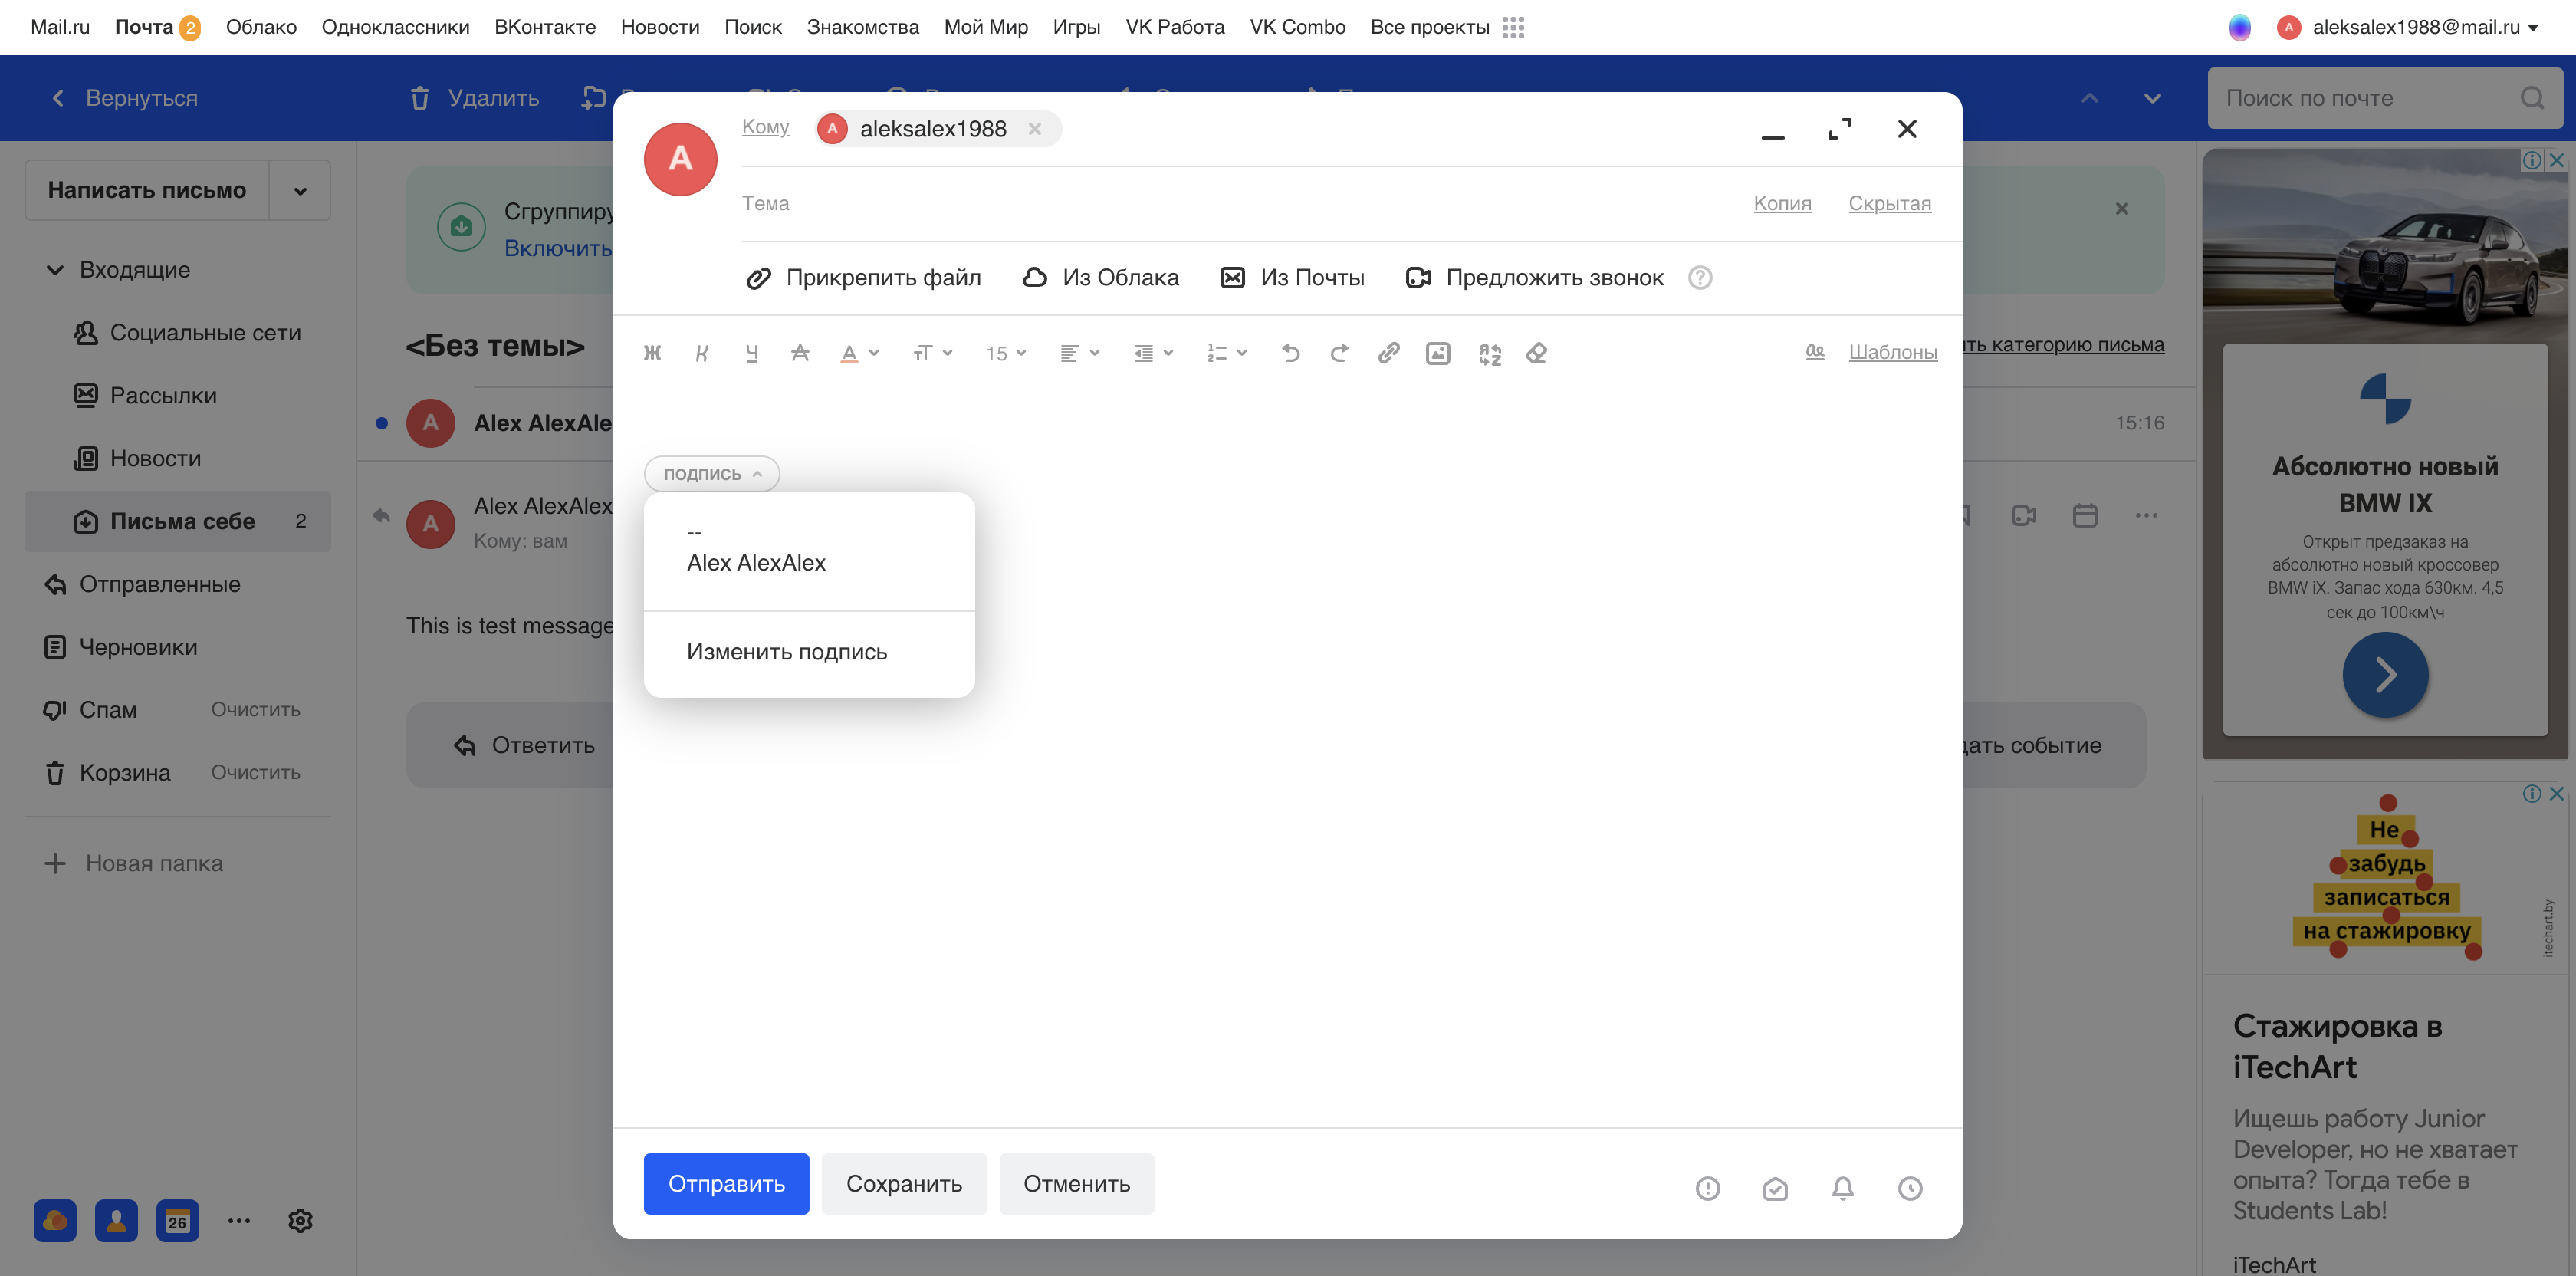 Mail.ru Почта 2 Облако Одноклассники ВКонтакте Новости Поиск Знакомства Мой Мир Игры VK Работа VK Combo Все проекты
A aleksalex1988@mail.ru
Вернуться
Удалить
Поиск по почте
Написать письмо
Входящие
Социальные сети
Рассылки
Новости
Письма себе 2
Отправленные
Черновики
Спам Очистить
Корзина Очистить
Новая папка
26
Включить
<Без темы>
категорию письма
A Alex
15:16
A Alex AlexAlex
Кому: вам
This is test message
Ответить
событие
A
Кому A aleksalex1988
Тема
Копия Скрытая
Прикрепить файл Из Облака Из Почты Предложить звонок ?
Ж К Ч А А тТ 15
Шаблоны
ПОДПИСЬ
--
Alex AlexAlex
Изменить подпись
Отправить Сохранить Отменить
Абсолютно новый
BMW IX
Открыт предзаказ на
абсолютно новый кроссовер
BMW iX. Запас хода 630км. 4,5
сек до 100км\ч
Не
забудь
записаться
на стажировку
itechart.by
Стажировка в
iTechArt
Ищешь работу Junior
Developer, но не хватает
опыта? Тогда тебе в
Students Lab!
iTechArt